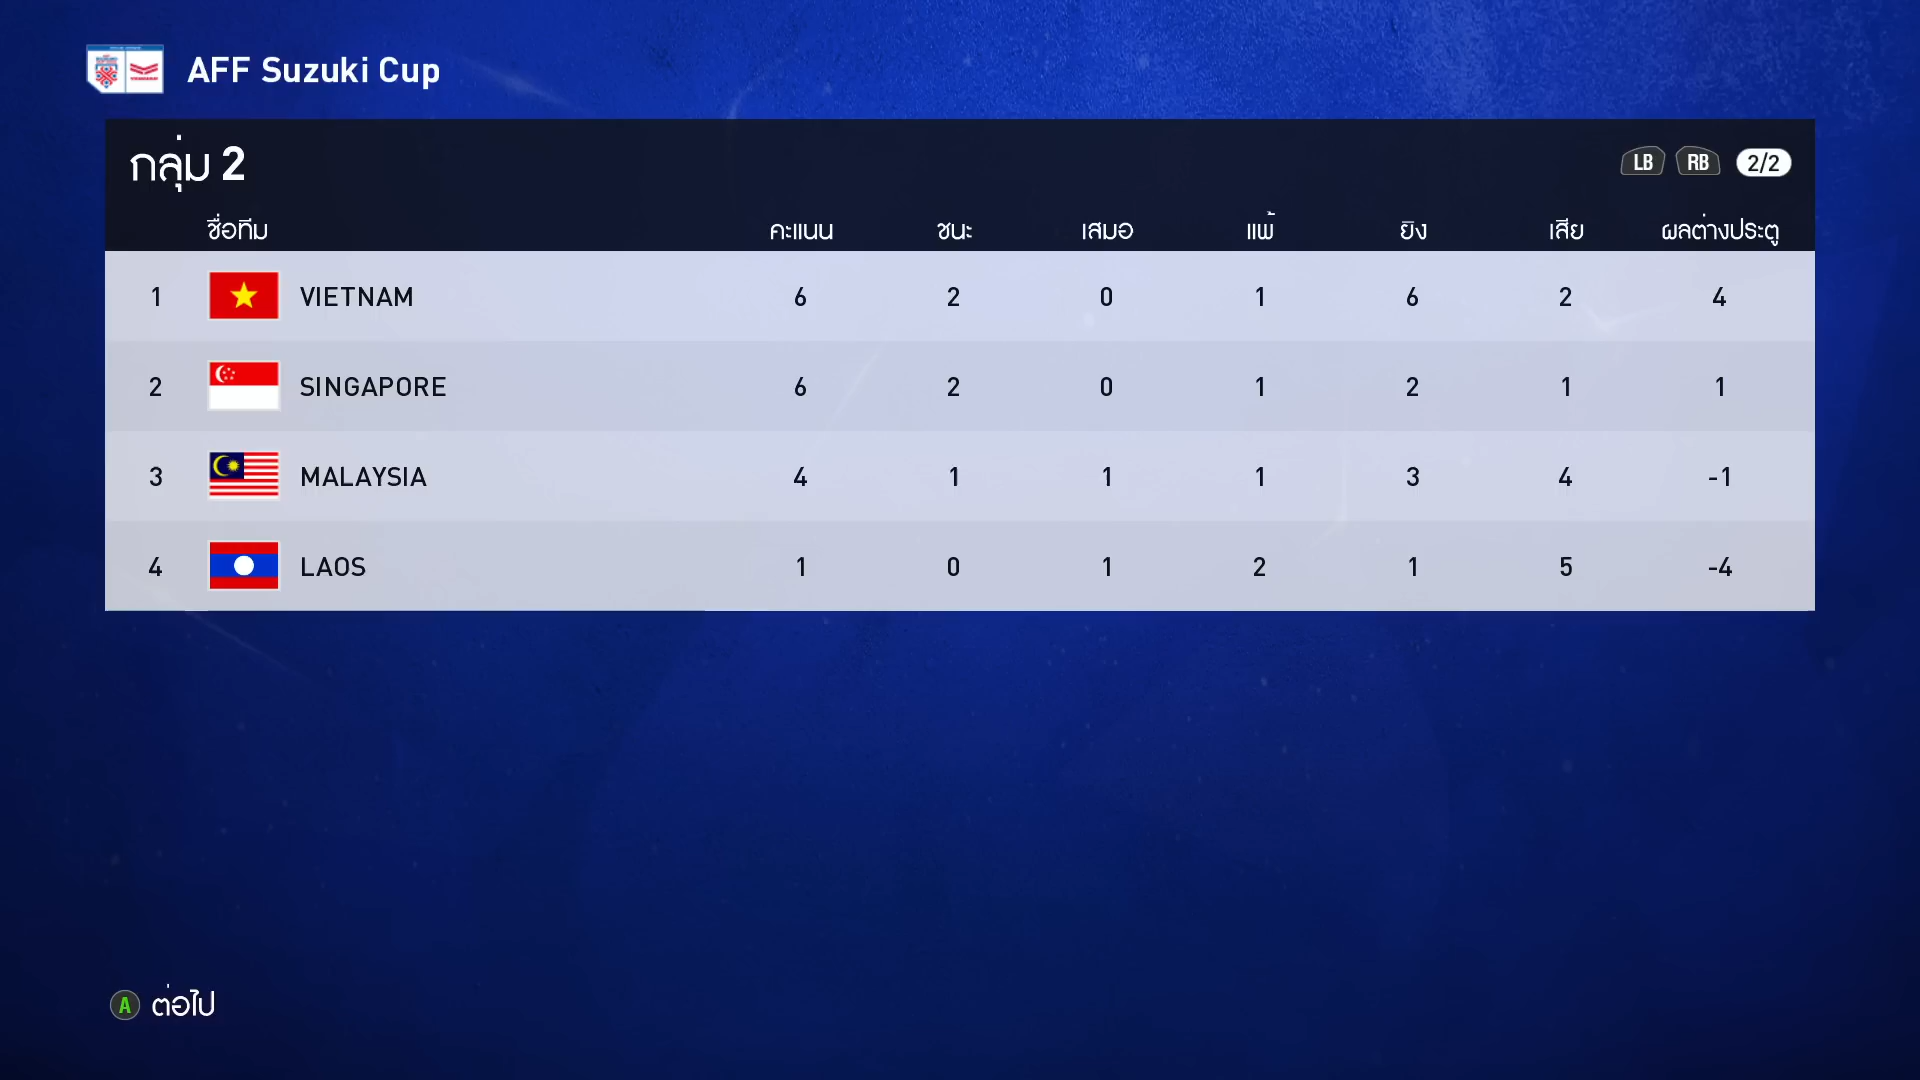 AFF Suzuki Cup
กลุ่ม 2 LB RB 2/2
ชื่อทีม คะแนน ชนะ เสมอ แพ้ ยิง เสีย ผลต่างประตู
1 VIETNAM 6 2 0 1 6 2 4
2 SINGAPORE 6 2 0 1 2 1 1
3 MALAYSIA 4 1 1 1 3 4 -1
4 LAOS 1 0 1 2 1 5 -4
A ต่อไป